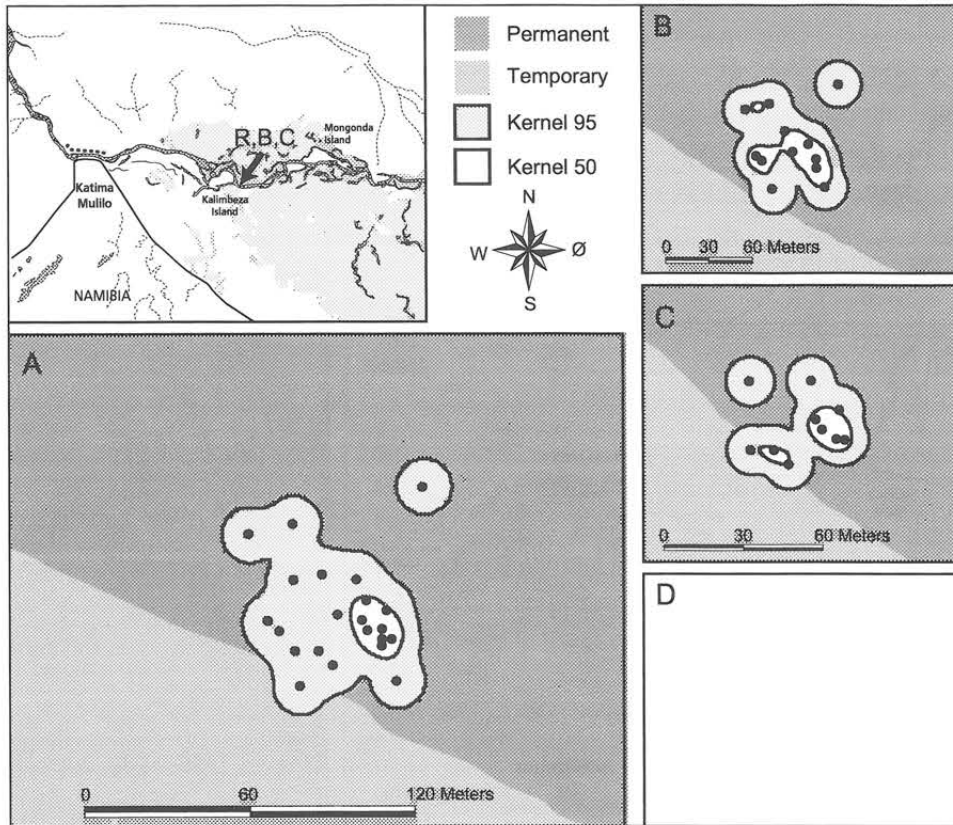 R,B,C
Mongonda
Island
Katima
Mulilo
Kalimbeza
Island
NAMIBIA
Permanent
Temporary
Kernel 95
Kernel 50
N
W Ø
S
B
0 30 60 Meters
C
0 30 60 Meters
A
0 60 120 Meters
D